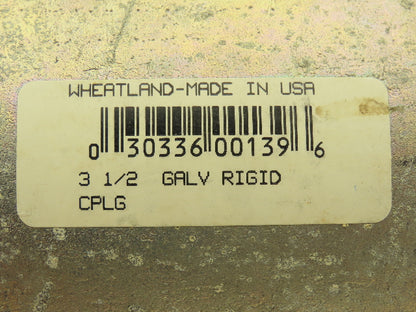 WHEATLAND-MADE IN USA
0 30336 00139 6
3 1/2 GALV RIGID
CPLG